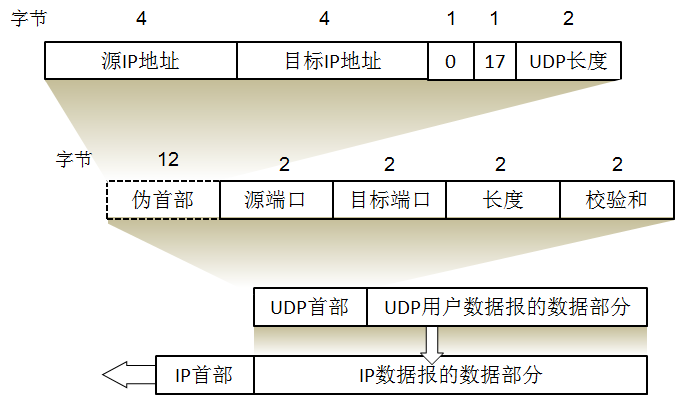 字节 4 4 1 1 2
源IP地址 目标IP地址 0 17 UDP长度
字节 12 2 2 2 2
伪首部 源端口 目标端口 长度 校验和
UDP首部 UDP用户数据报的数据部分
IP首部 IP数据报的数据部分